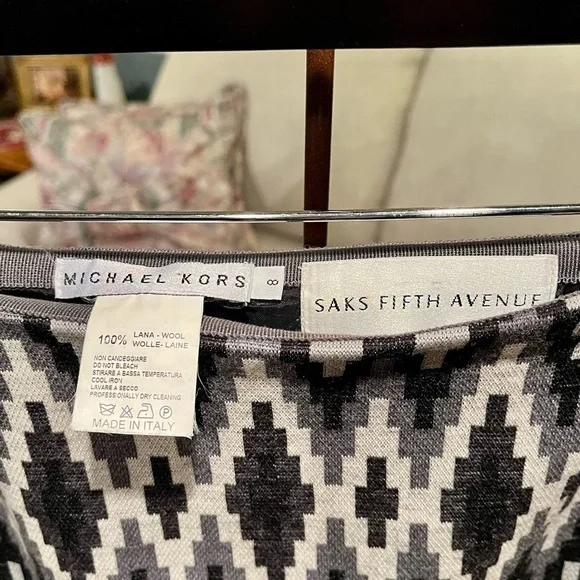 MICHAEL KORS 8
SAKS FIFTH AVENUE
100% LANA - WOOL
WOLLE- LAINE
NON CANDEGGIARE
DO NOT BLEACH
STIRARE A BASSA TEMPERATURA
COOL IRON
LAVARE A SECCO
PROFESSIONALLY DRY CLEANING
MADE IN ITALY